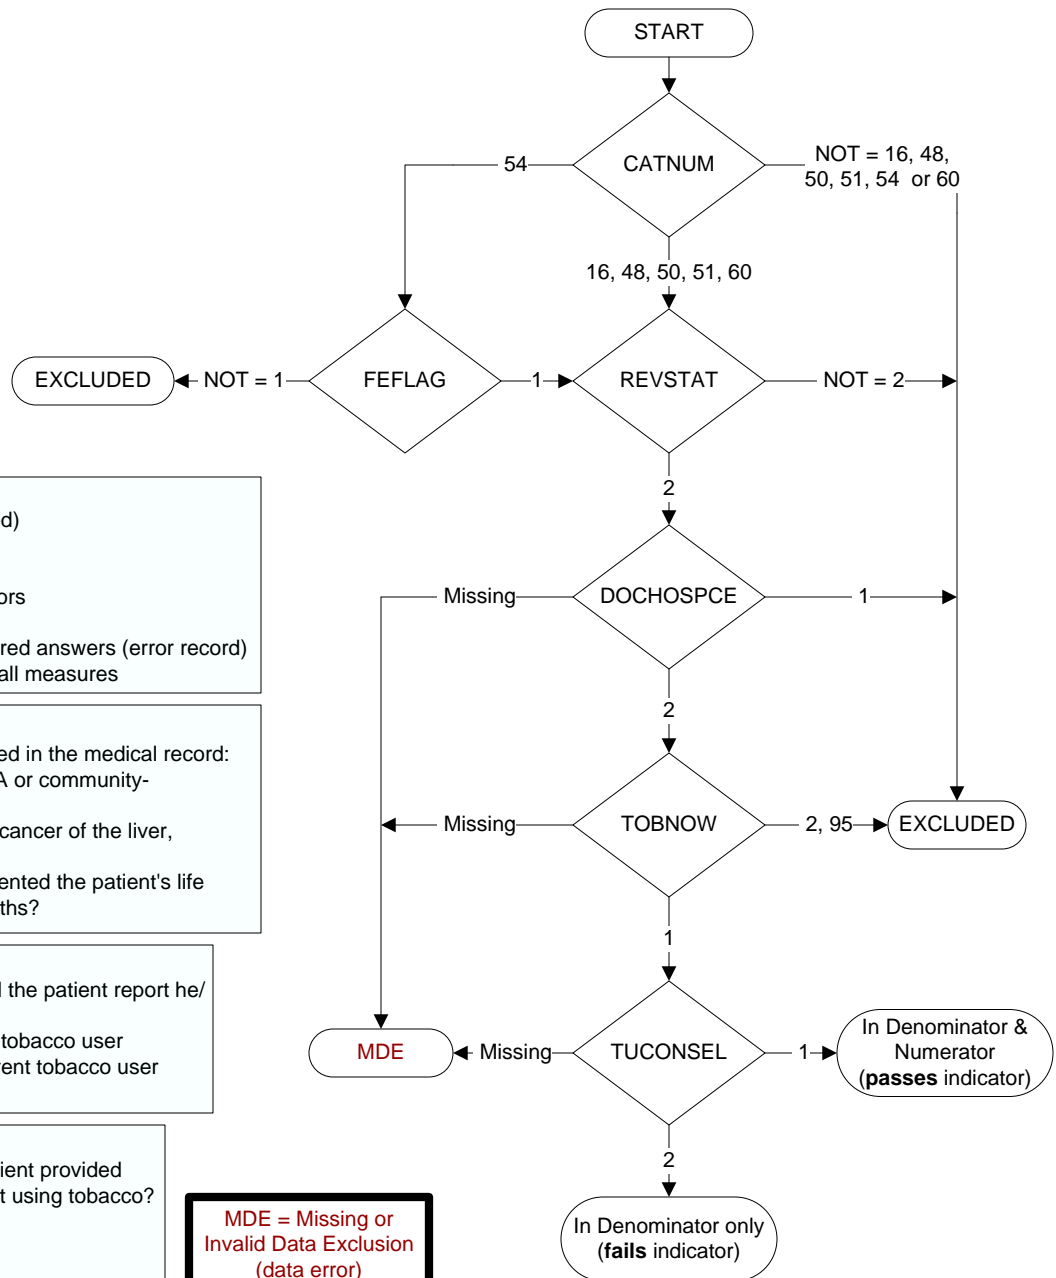 START
CATNUM
54
NOT = 16, 48,
50, 51, 54 or 60
16, 48, 50, 51, 60
EXCLUDED
NOT = 1
FEFLAG
1
REVSTAT
NOT = 2
2
Missing
DOCHOSPCE
1
2
Missing
TOBNOW
2, 95
EXCLUDED
1
MDE
Missing
TUCONSEL
1
In Denominator &
Numerator
(passes indicator)
2
In Denominator only
(fails indicator)
ed)
ors
red answers (error record)
all measures
ed in the medical record:
A or community-
cancer of the liver,
ented the patient's life
ths?
the patient report he/
tobacco user
ent tobacco user
ient provided
t using tobacco?
MDE = Missing or
Invalid Data Exclusion
(data error)